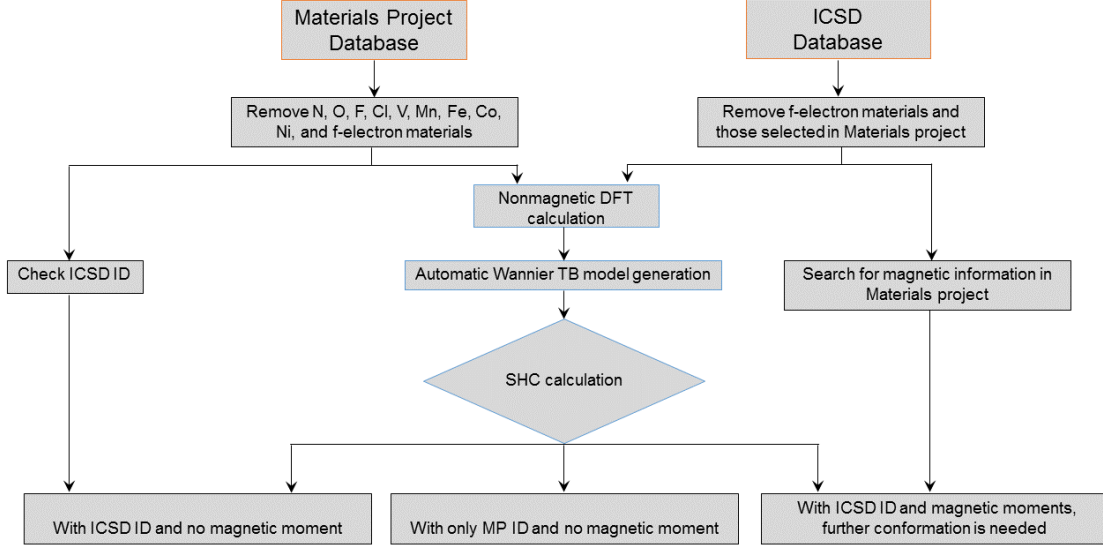 Materials Project
Database
ICSD
Database
Remove N, O, F, Cl, V, Mn, Fe, Co,
Ni, and f-electron materials
Remove f-electron materials and
those selected in Materials project
Nonmagnetic DFT
calculation
Check ICSD ID
Automatic Wannier TB model generation
Search for magnetic information in
Materials project
SHC calculation
With ICSD ID and no magnetic moment
With only MP ID and no magnetic moment
With ICSD ID and magnetic moments,
further conformation is needed